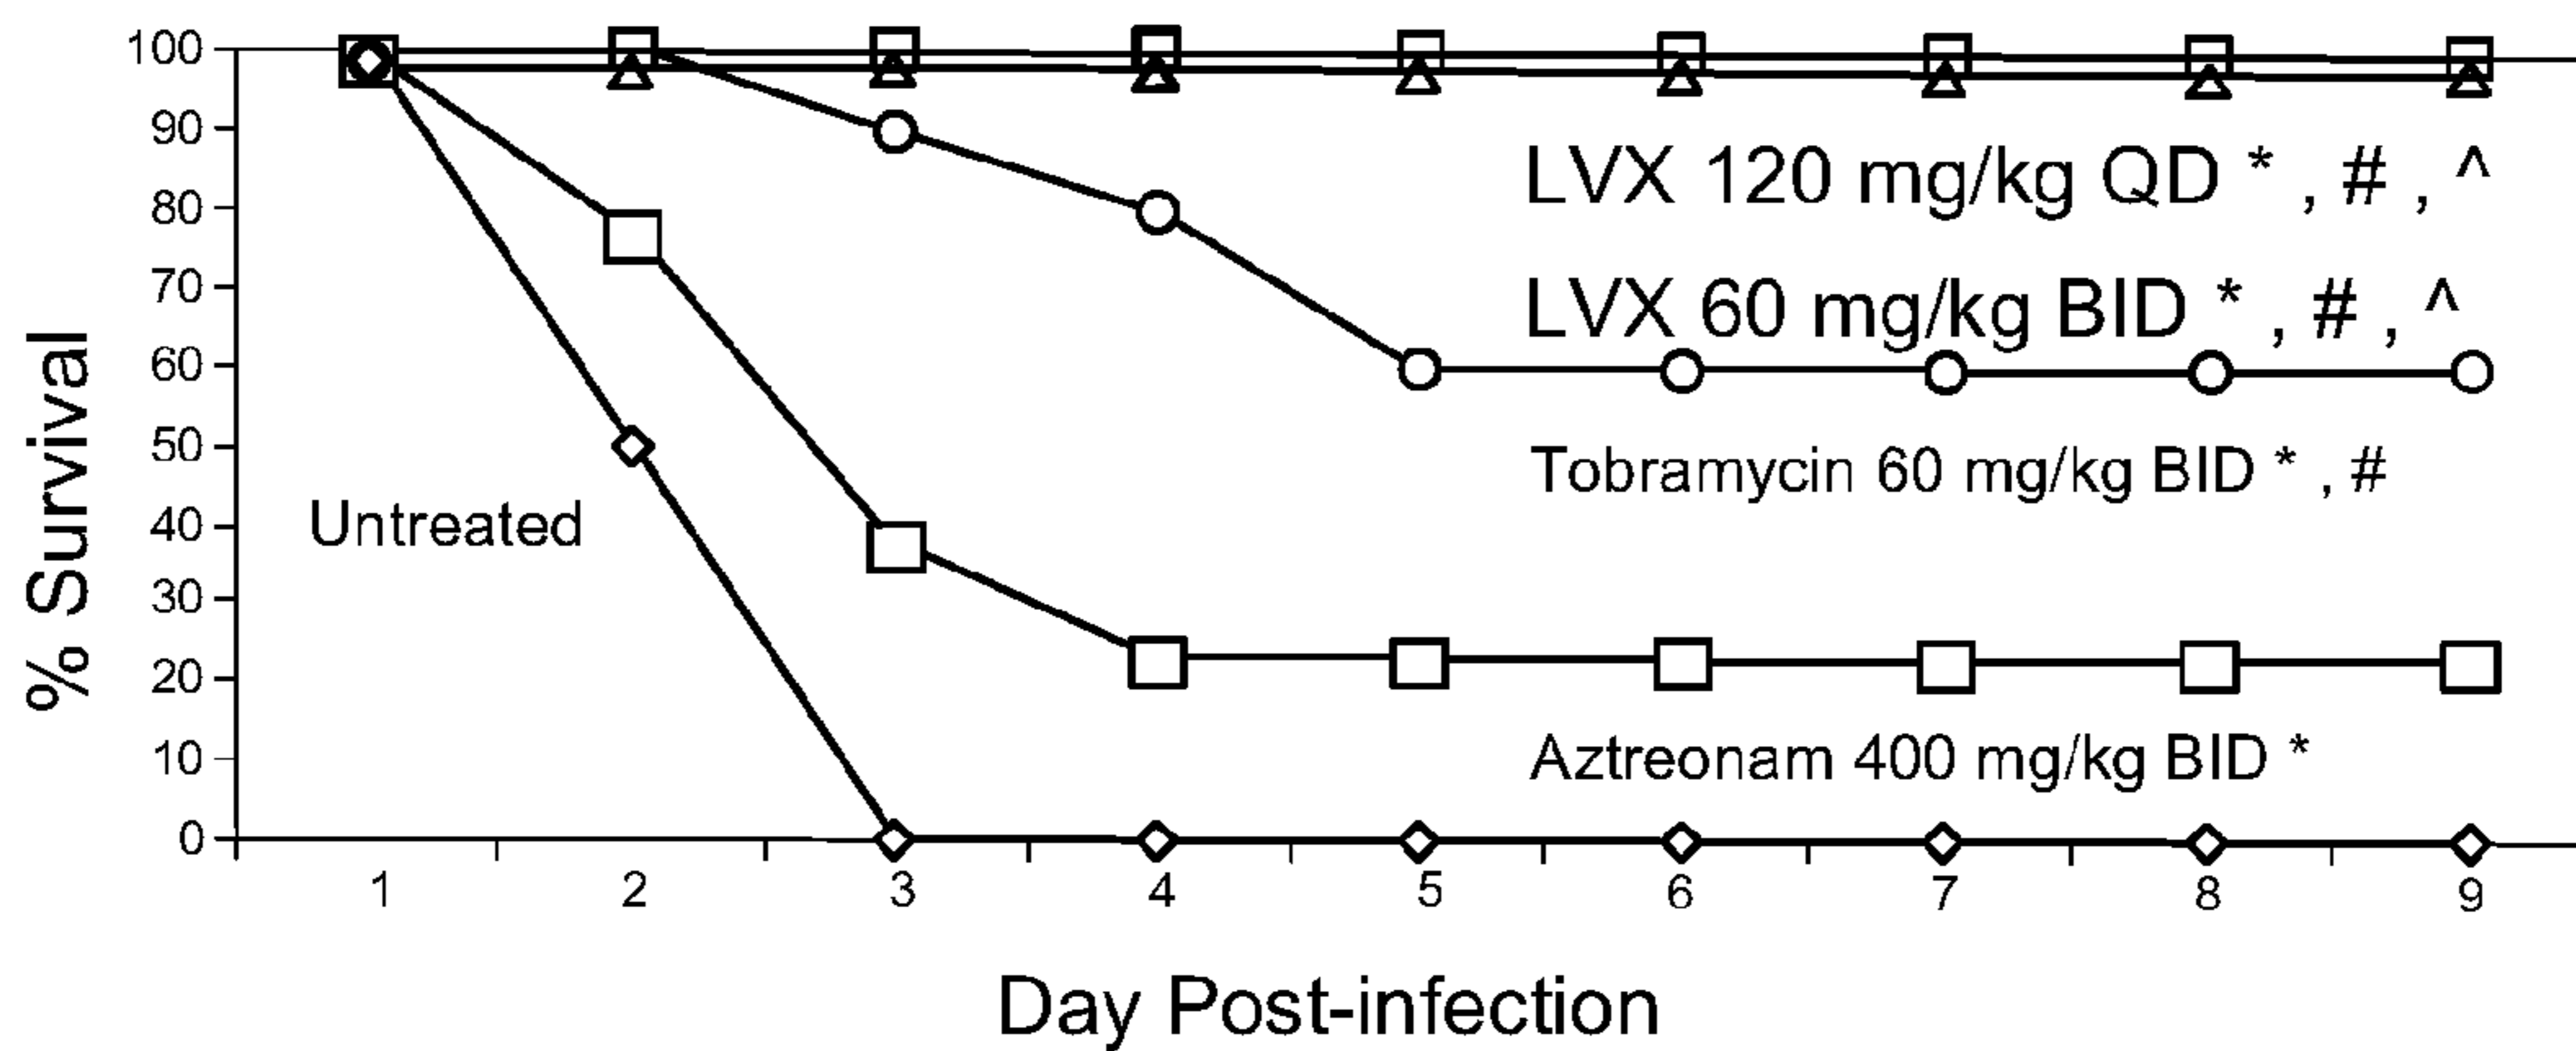 100
90
LVX 120 mg/kg QD * , # , ^
80
70
LVX 60 mg/kg BID * , # , ^
60
50
Tobramycin 60 mg/kg BID * , #
Untreated
40
30
20
Aztreonam 400 mg/kg BID *
10
0
% Survival
1 2 3 4 5 6 7 8 9
Day Post-infection